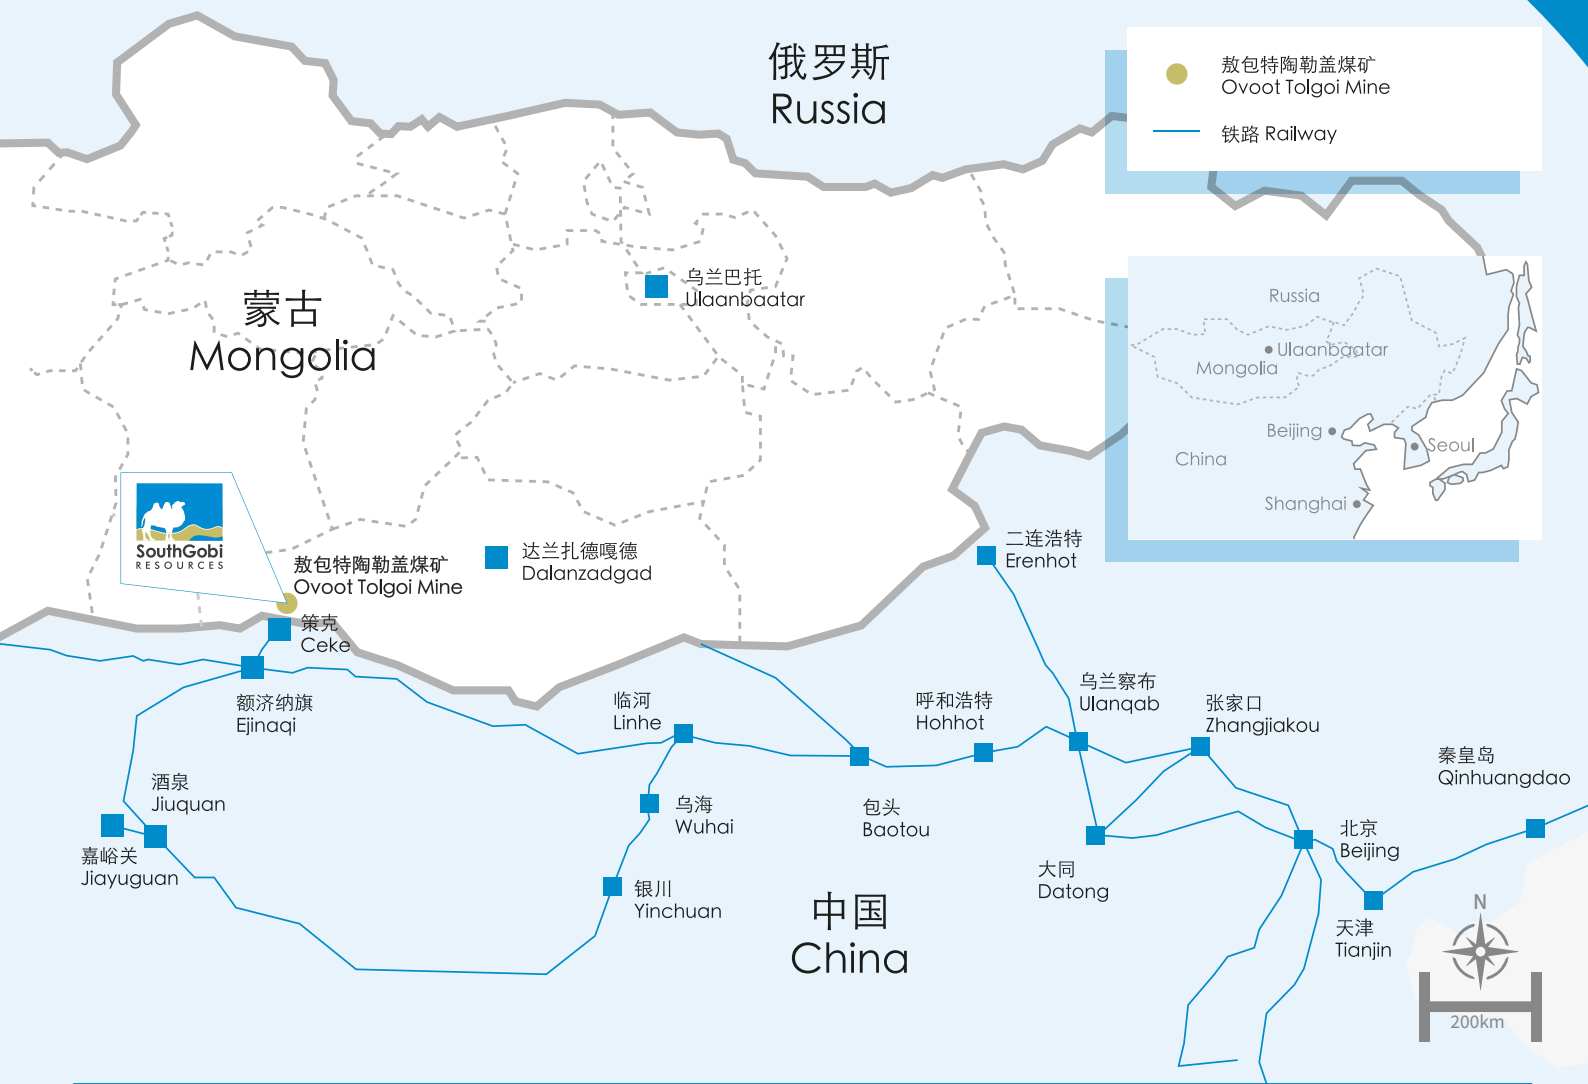 俄罗斯
Russia
敖包特陶勒盖煤矿
Ovoot Tolgoi Mine
铁路 Railway
乌兰巴托
Ulaanbaatar
蒙古
Mongolia
Russia
Ulaanbaatar
Mongolia
Beijing
Seoul
China
Shanghai
SouthGobi
RESOURCES
敖包特陶勒盖煤矿
Ovoot Tolgoi Mine
达兰扎德嘎德
Dalanzadgad
二连浩特
Erenhot
策克
Ceke
额济纳旗
Ejinaqi
临河
Linhe
呼和浩特
Hohhot
乌兰察布
Ulanqab
张家口
Zhangjiakou
秦皇岛
Qinhuangdao
酒泉
Jiuquan
乌海
Wuhai
包头
Baotou
北京
Beijing
嘉峪关
Jiayuguan
大同
Datong
银川
Yinchuan
中国
China
天津
Tianjin
N
200km